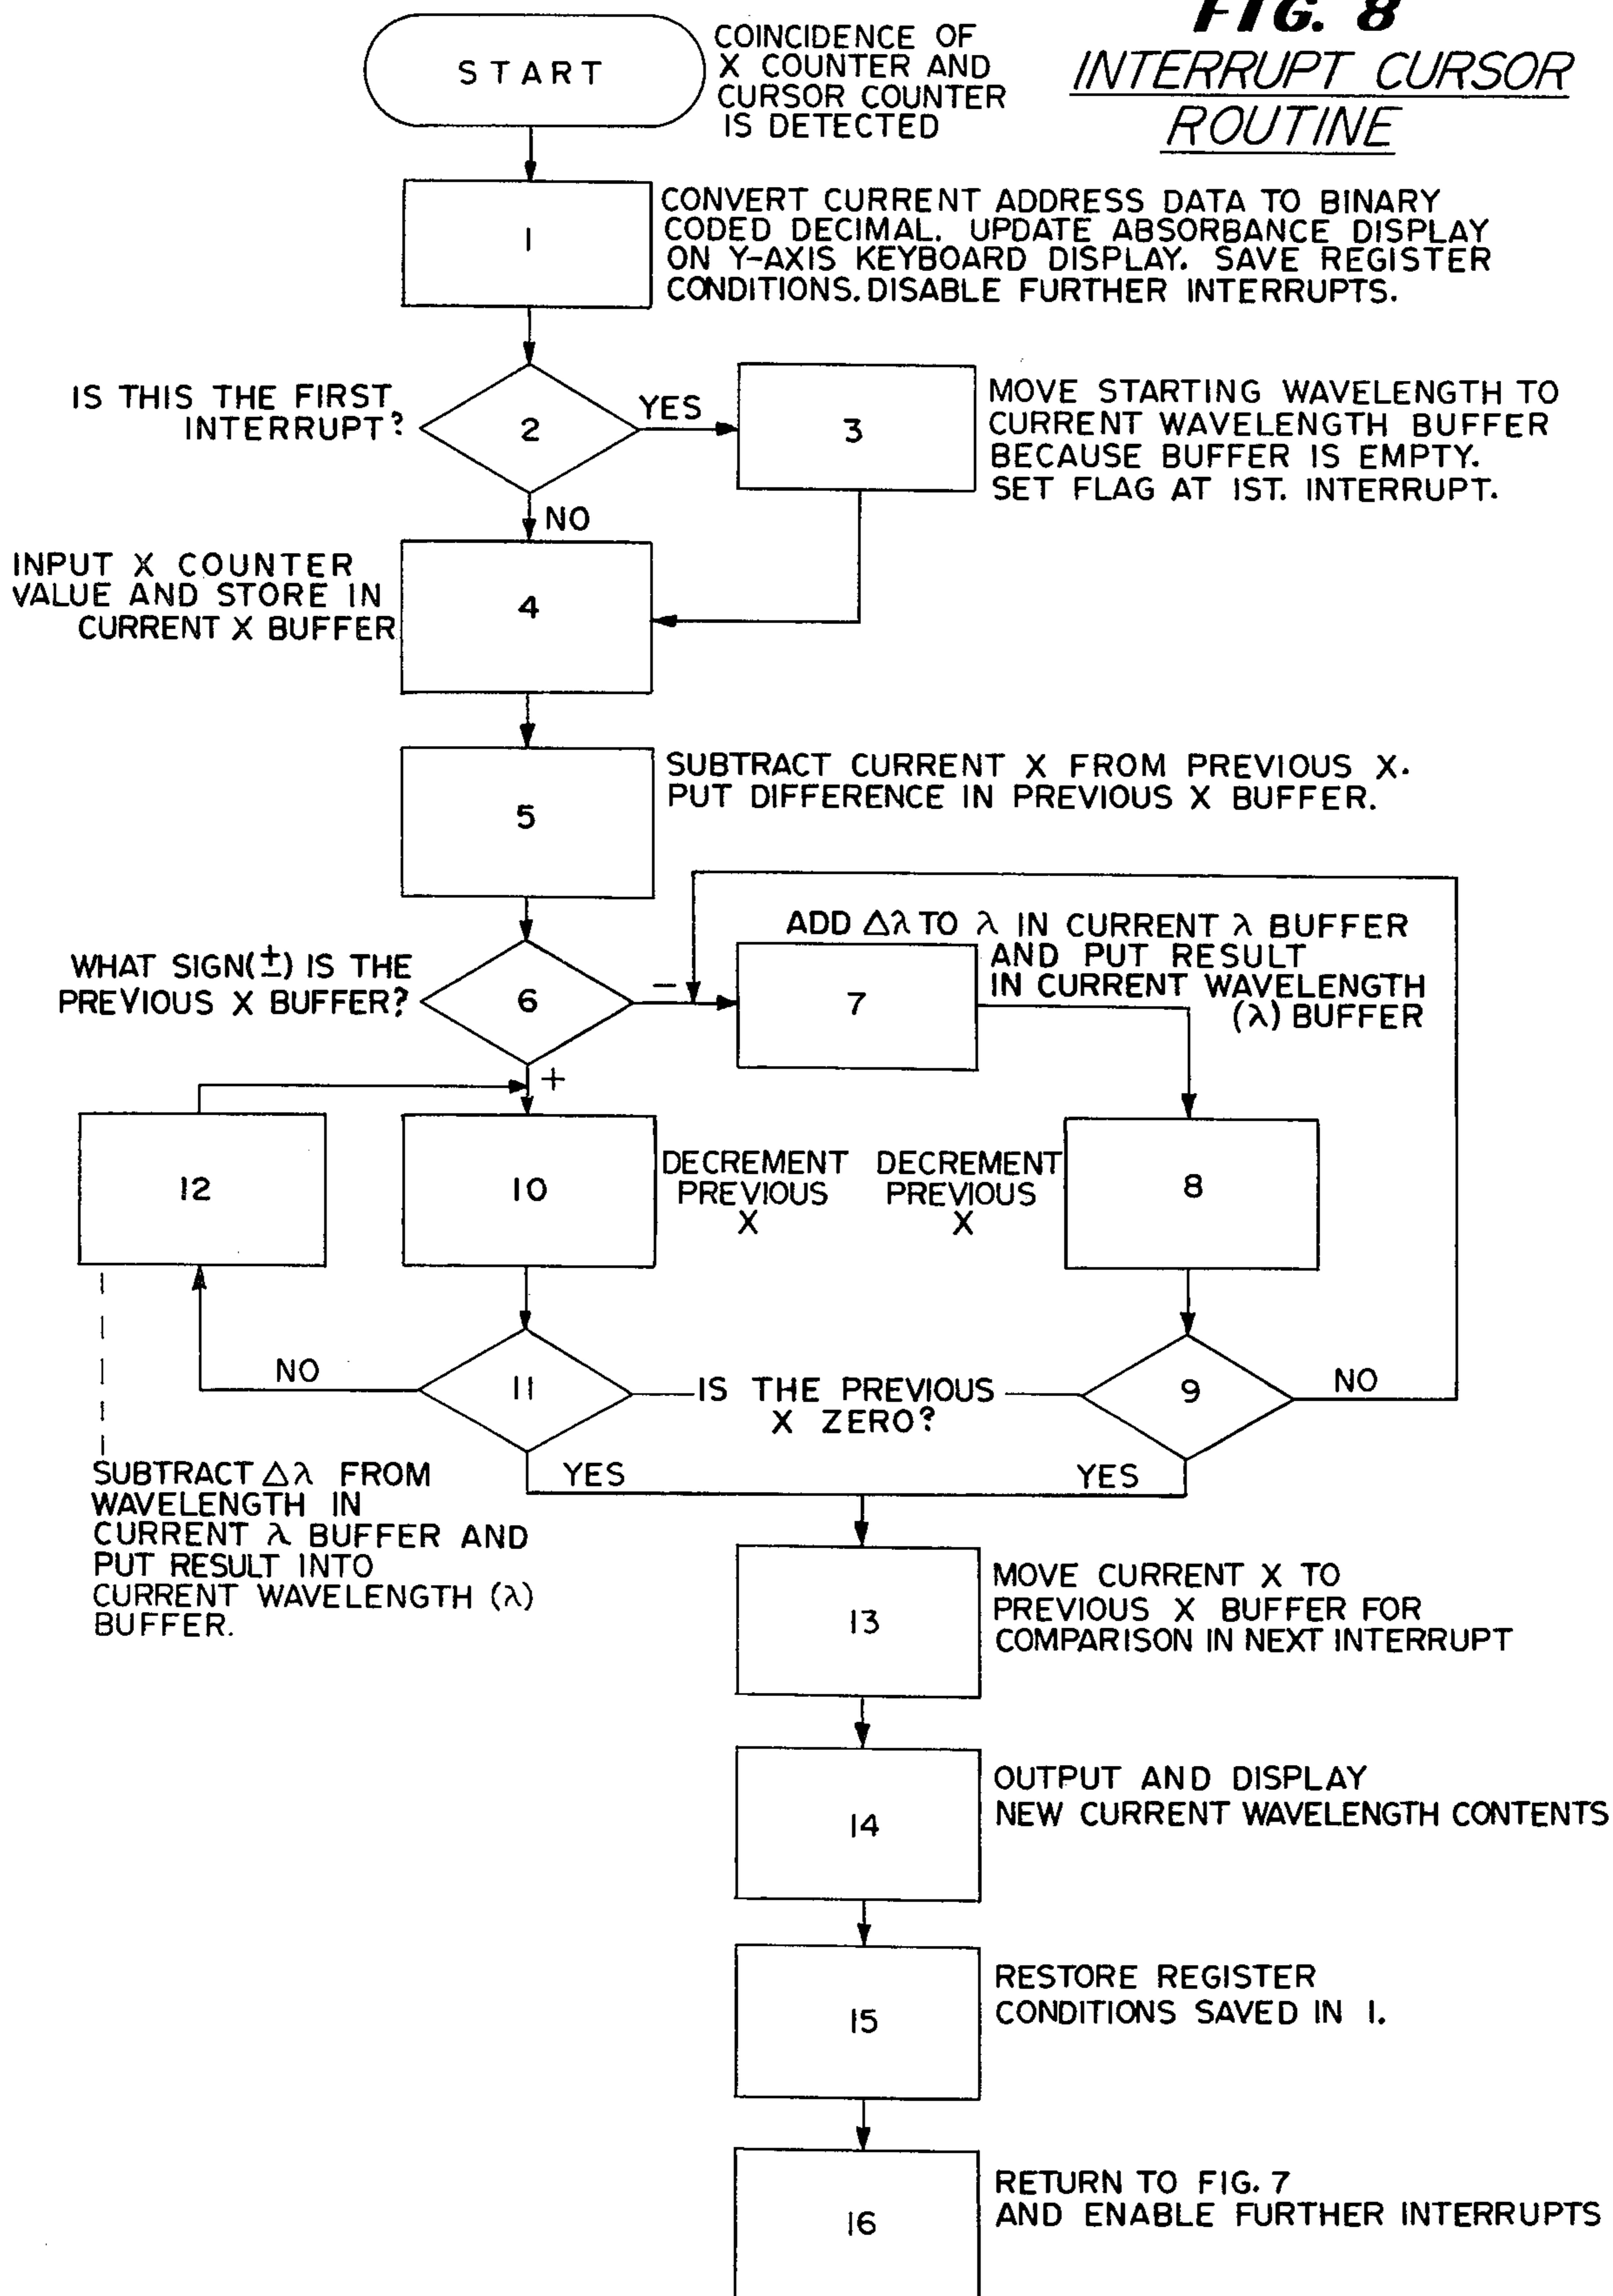 FIG. 8
INTERRUPT CURSOR
ROUTINE
START
COINCIDENCE OF
X COUNTER AND
CURSOR COUNTER
IS DETECTED
1
CONVERT CURRENT ADDRESS DATA TO BINARY
CODED DECIMAL. UPDATE ABSORBANCE DISPLAY
ON Y-AXIS KEYBOARD DISPLAY. SAVE REGISTER
CONDITIONS. DISABLE FURTHER INTERRUPTS.
IS THIS THE FIRST
INTERRUPT?
2
YES
3
MOVE STARTING WAVELENGTH TO
CURRENT WAVELENGTH BUFFER
BECAUSE BUFFER IS EMPTY.
SET FLAG AT 1ST. INTERRUPT.
NO
INPUT X COUNTER
VALUE AND STORE IN
CURRENT X BUFFER
4
5
SUBTRACT CURRENT X FROM PREVIOUS X.
PUT DIFFERENCE IN PREVIOUS X BUFFER.
WHAT SIGN(±) IS THE
PREVIOUS X BUFFER?
6
−
7
ADD Δλ TO λ IN CURRENT λ BUFFER
AND PUT RESULT
IN CURRENT WAVELENGTH
(λ) BUFFER
+
12
10
DECREMENT
PREVIOUS
X
DECREMENT
PREVIOUS
X
8
NO
11
IS THE PREVIOUS
X ZERO?
9
NO
YES
YES
SUBTRACT Δλ FROM
WAVELENGTH IN
CURRENT λ BUFFER AND
PUT RESULT INTO
CURRENT WAVELENGTH (λ)
BUFFER.
13
MOVE CURRENT X TO
PREVIOUS X BUFFER FOR
COMPARISON IN NEXT INTERRUPT
14
OUTPUT AND DISPLAY
NEW CURRENT WAVELENGTH CONTENTS
15
RESTORE REGISTER
CONDITIONS SAVED IN 1.
16
RETURN TO FIG. 7
AND ENABLE FURTHER INTERRUPTS